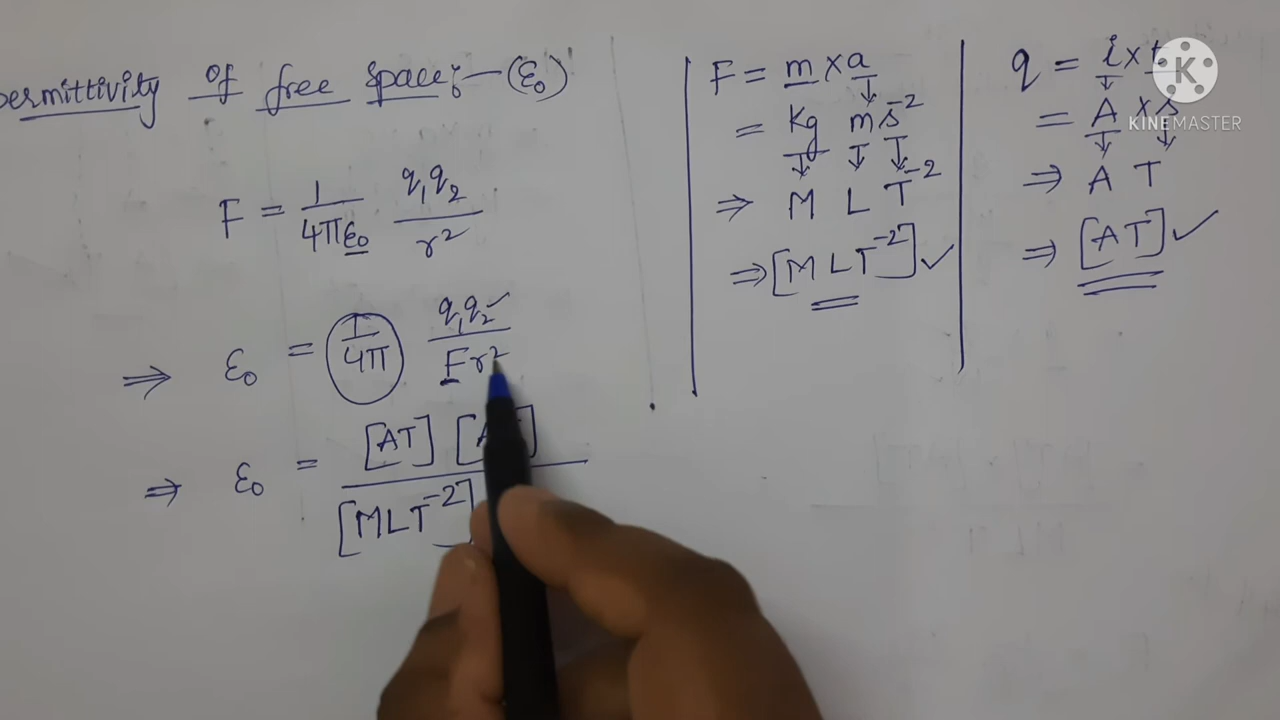 permittivity of free space:-(ε₀)
F = 1/4πε₀ q₁q₂/r²
⇒ ε₀ = 1/4π q₁q₂/Fr²
⇒ ε₀ = [AT] [A ]/[MLT⁻²]
F = m × a
= kg m s⁻²
⇒ M L T⁻²
⇒ [MLT⁻²] ✓
q = i × t
= A × s
⇒ A T
⇒ [AT] ✓
K
KINEMASTER